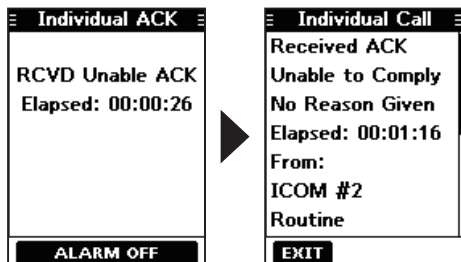 Individual ACK
RCVD Unable ACK
Elapsed: 00:00:26
ALARM OFF
Individual Call
Received ACK
Unable to Comply
No Reason Given
Elapsed: 00:01:16
From:
ICOM #2
Routine
EXIT